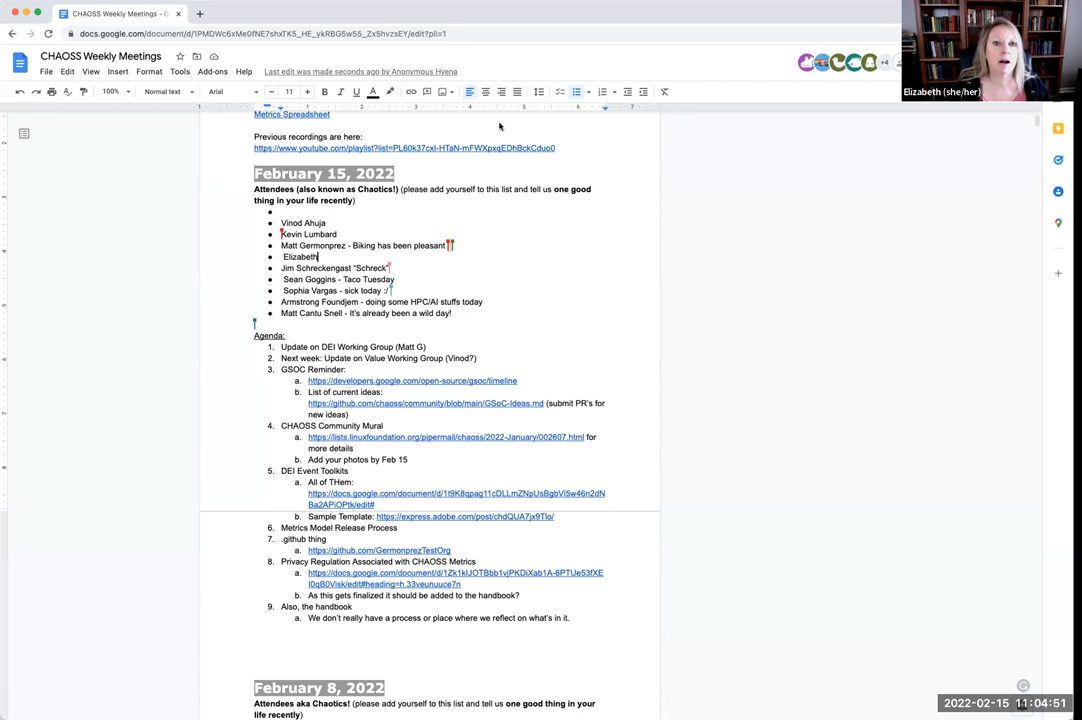 CHAOSS Weekly Meetings - G
docs.google.com/document/d/1PMDWc6xMe0fNE7shxTK5_HE_ykRBG5w55_Zx5hvzsEY/edit?pli=1
CHAOSS Weekly Meetings
File Edit View Insert Format Tools Add-ons Help Last edit was made seconds ago by Anonymous Hyena
+4
Elizabeth (she/her)
100% Normal text Arial 11
1 1 2 3 4 5 6 7
Metrics Spreadsheet
Previous recordings are here:
https://www.youtube.com/playlist?list=PL60k37cxI-HTaN-mFWXpxqEDhBckCduo0
February 15, 2022
Attendees (also known as Chaotics!) (please add yourself to this list and tell us one good
thing in your life recently)
Vinod Ahuja
Kevin Lumbard
Matt Germonprez - Biking has been pleasant
Elizabeth
Jim Schreckengast "Schreck"
Sean Goggins - Taco Tuesday
Sophia Vargas - sick today :/
Armstrong Foundjem - doing some HPC/AI stuffs today
Matt Cantu Snell - It's already been a wild day!
Agenda:
1. Update on DEI Working Group (Matt G)
2. Next week: Update on Value Working Group (Vinod?)
3. GSOC Reminder:
a. https://developers.google.com/open-source/gsoc/timeline
b. List of current ideas:
https://github.com/chaoss/community/blob/main/GSoC-Ideas.md (submit PR's for
new ideas)
4. CHAOSS Community Mural
a. https://lists.linuxfoundation.org/pipermail/chaoss/2022-January/002607.html for
more details
b. Add your photos by Feb 15
5. DEI Event Toolkits
a. All of THem:
https://docs.google.com/document/d/1t9K8qpag11cDLLmZNpUsBgbVl5w46n2dN
Ba2APiOPtk/edit#
b. Sample Template: https://express.adobe.com/post/chdQUA7jx9TIo/
6. Metrics Model Release Process
7. .github thing
a. https://github.com/GermonprezTestOrg
8. Privacy Regulation Associated with CHAOSS Metrics
a. https://docs.google.com/document/d/1Zk1kIJOTBbb1vjPKDiXab1A-6PTUe53fXE
I0qB0Visk/edit#heading=h.33veunuuce7n
b. As this gets finalized it should be added to the handbook?
9. Also, the handbook
a. We don't really have a process or place where we reflect on what's in it.
February 8, 2022
Attendees aka Chaotics! (please add yourself to this list and tell us one good thing in your
life recently)
2022-02-15 11:04:51